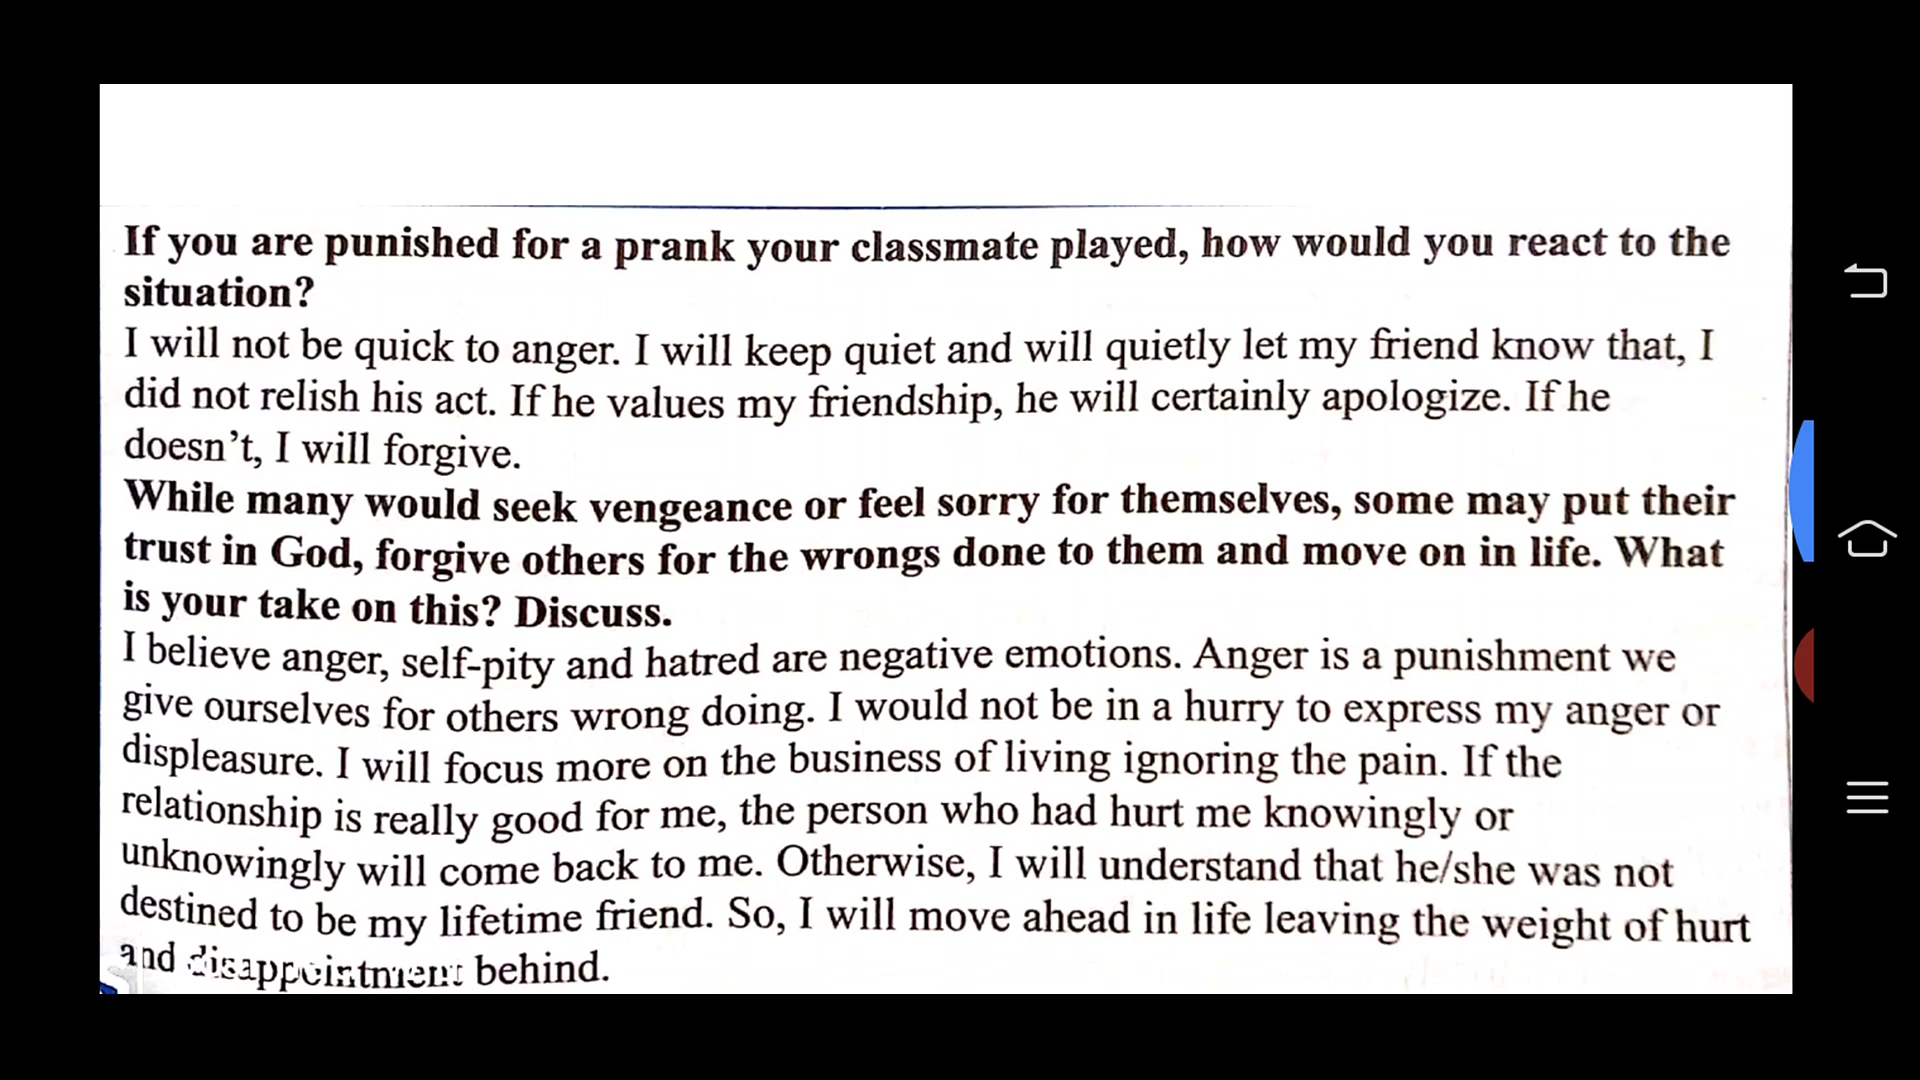 If you are punished for a prank your classmate played, how would you react to the
situation?
I will not be quick to anger. I will keep quiet and will quietly let my friend know that, I
did not relish his act. If he values my friendship, he will certainly apologize. If he
doesn't, I will forgive.
While many would seek vengeance or feel sorry for themselves, some may put their
trust in God, forgive others for the wrongs done to them and move on in life. What
is your take on this? Discuss.
I believe anger, self-pity and hatred are negative emotions. Anger is a punishment we
give ourselves for others wrong doing. I would not be in a hurry to express my anger or
displeasure. I will focus more on the business of living ignoring the pain. If the
relationship is really good for me, the person who had hurt me knowingly or
unknowingly will come back to me. Otherwise, I will understand that he/she was not
destined to be my lifetime friend. So, I will move ahead in life leaving the weight of hurt
and disappointment behind.